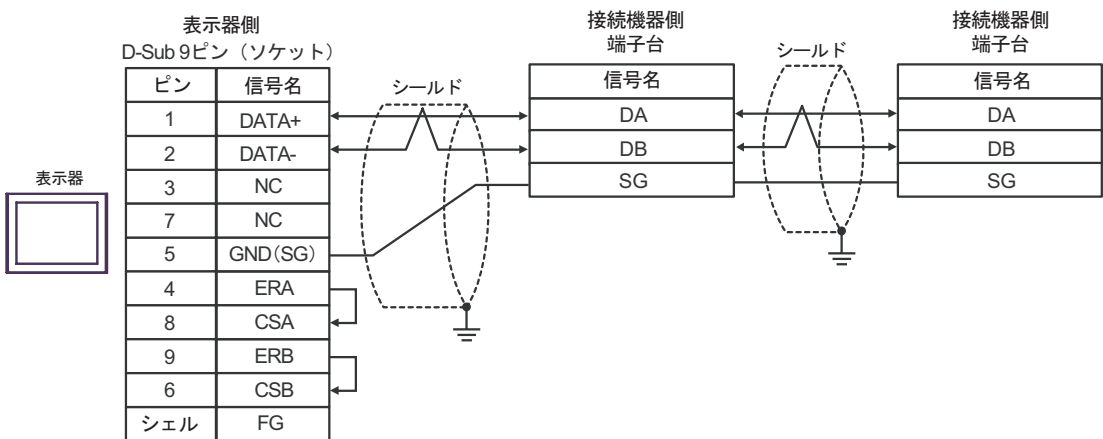 表示器側
D-Sub 9ピン（ソケット）
ピン 信号名
1 DATA+
2 DATA-
3 NC
7 NC
5 GND(SG)
4 ERA
8 CSA
9 ERB
6 CSB
シェル FG
表示器
シールド
接続機器側
端子台
信号名
DA
DB
SG
シールド
接続機器側
端子台
信号名
DA
DB
SG